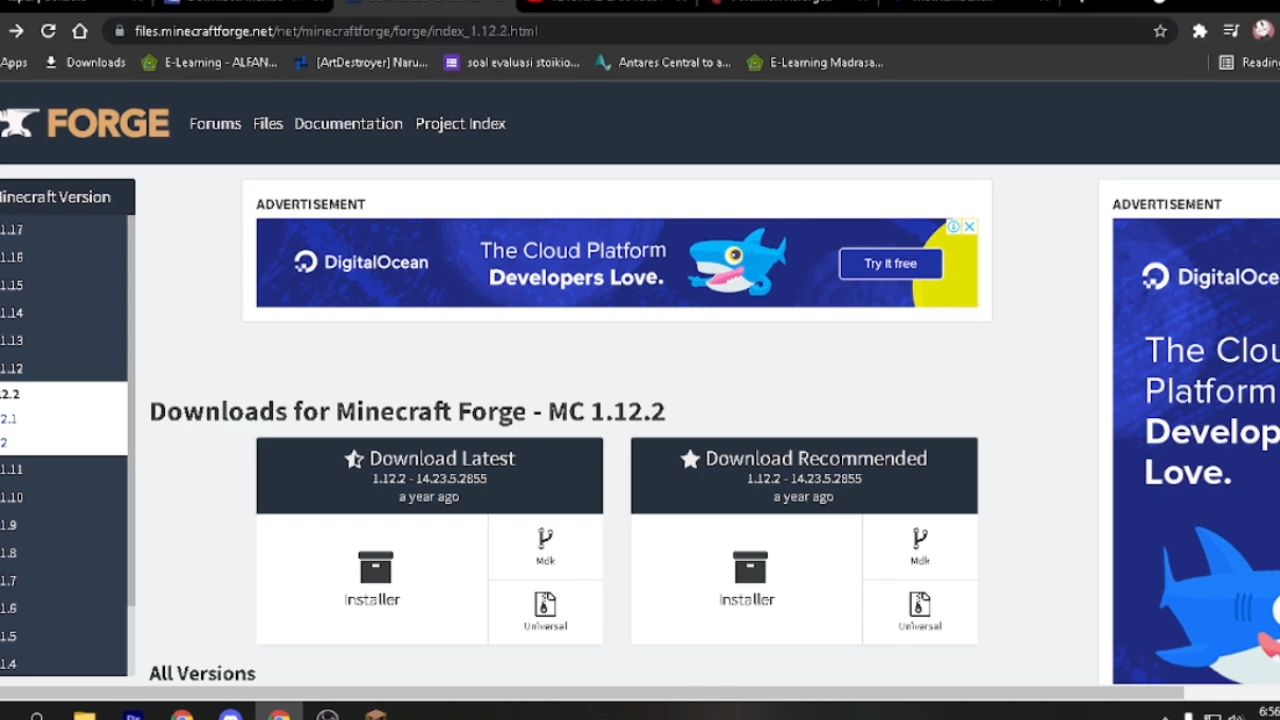 files.minecraftforge.net/net/minecraftforge/forge/index_1.12.2.html
Apps
Downloads
E-Learning - ALFAN...
[ArtDestroyer] Naru...
soal evaluasi stoikio...
Antares Central to a...
E-Learning Madrasa...
Reading
FORGE
Forums
Files
Documentation
Project Index
Minecraft Version
1.17
1.16
1.15
1.14
1.13
1.12
2.2
2.1
2
1.11
1.10
1.9
1.8
1.7
1.6
1.5
1.4
ADVERTISEMENT
DigitalOcean
The Cloud Platform
Developers Love.
Try it free
Downloads for Minecraft Forge - MC 1.12.2
Download Latest
1.12.2 - 14.23.5.2855
a year ago
Installer
Mdk
Universal
Download Recommended
1.12.2 - 14.23.5.2855
a year ago
Installer
Mdk
Universal
All Versions
ADVERTISEMENT
DigitalOce
The Clou
Platform
Develop
Love.
6:56